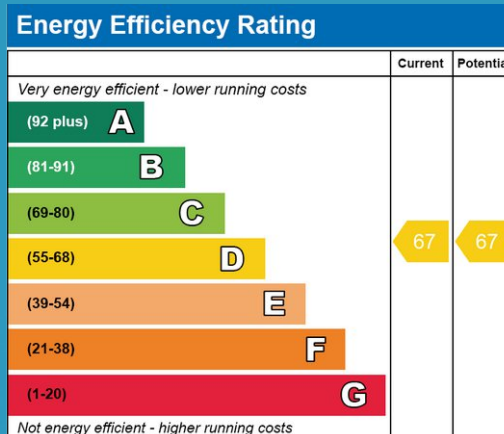 Energy Efficiency Rating
Current Potentia
Very energy efficient - lower running costs
(92 plus) A
(81-91) B
(69-80) C
(55-68) D 67 67
(39-54) E
(21-38) F
(1-20) G
Not energy efficient - higher running costs